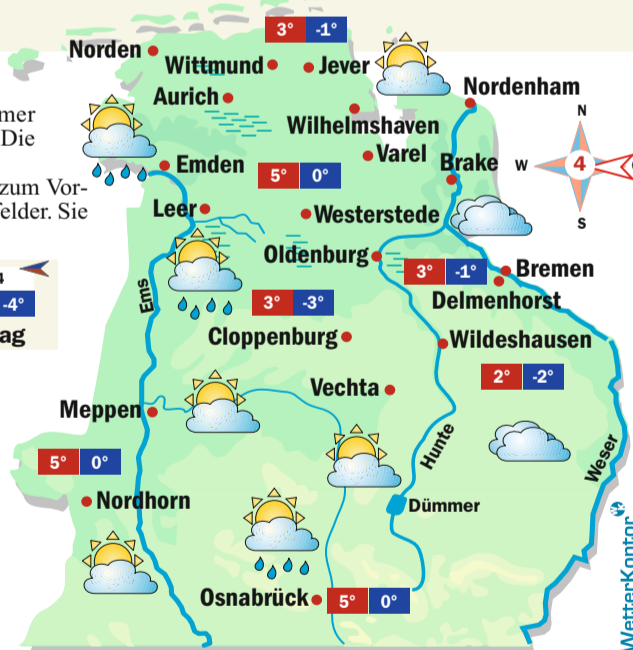 3° -1°
Norden
Wittmund
Jever
Aurich
Nordenham
mer
Die
Wilhelmshaven
N
Varel
Brake
W
4
S
Emden
5° 0°
zum Vor-
felder. Sie
Leer
Westerstede
Oldenburg
4
-4°
ag
3° -1°
Bremen
Delmenhorst
Ems
3° -3°
Cloppenburg
Wildeshausen
2° -2°
Vechta
Meppen
Hunte
Weser
5° 0°
Nordhorn
Dümmer
Osnabrück
5° 0°
WetterKontor